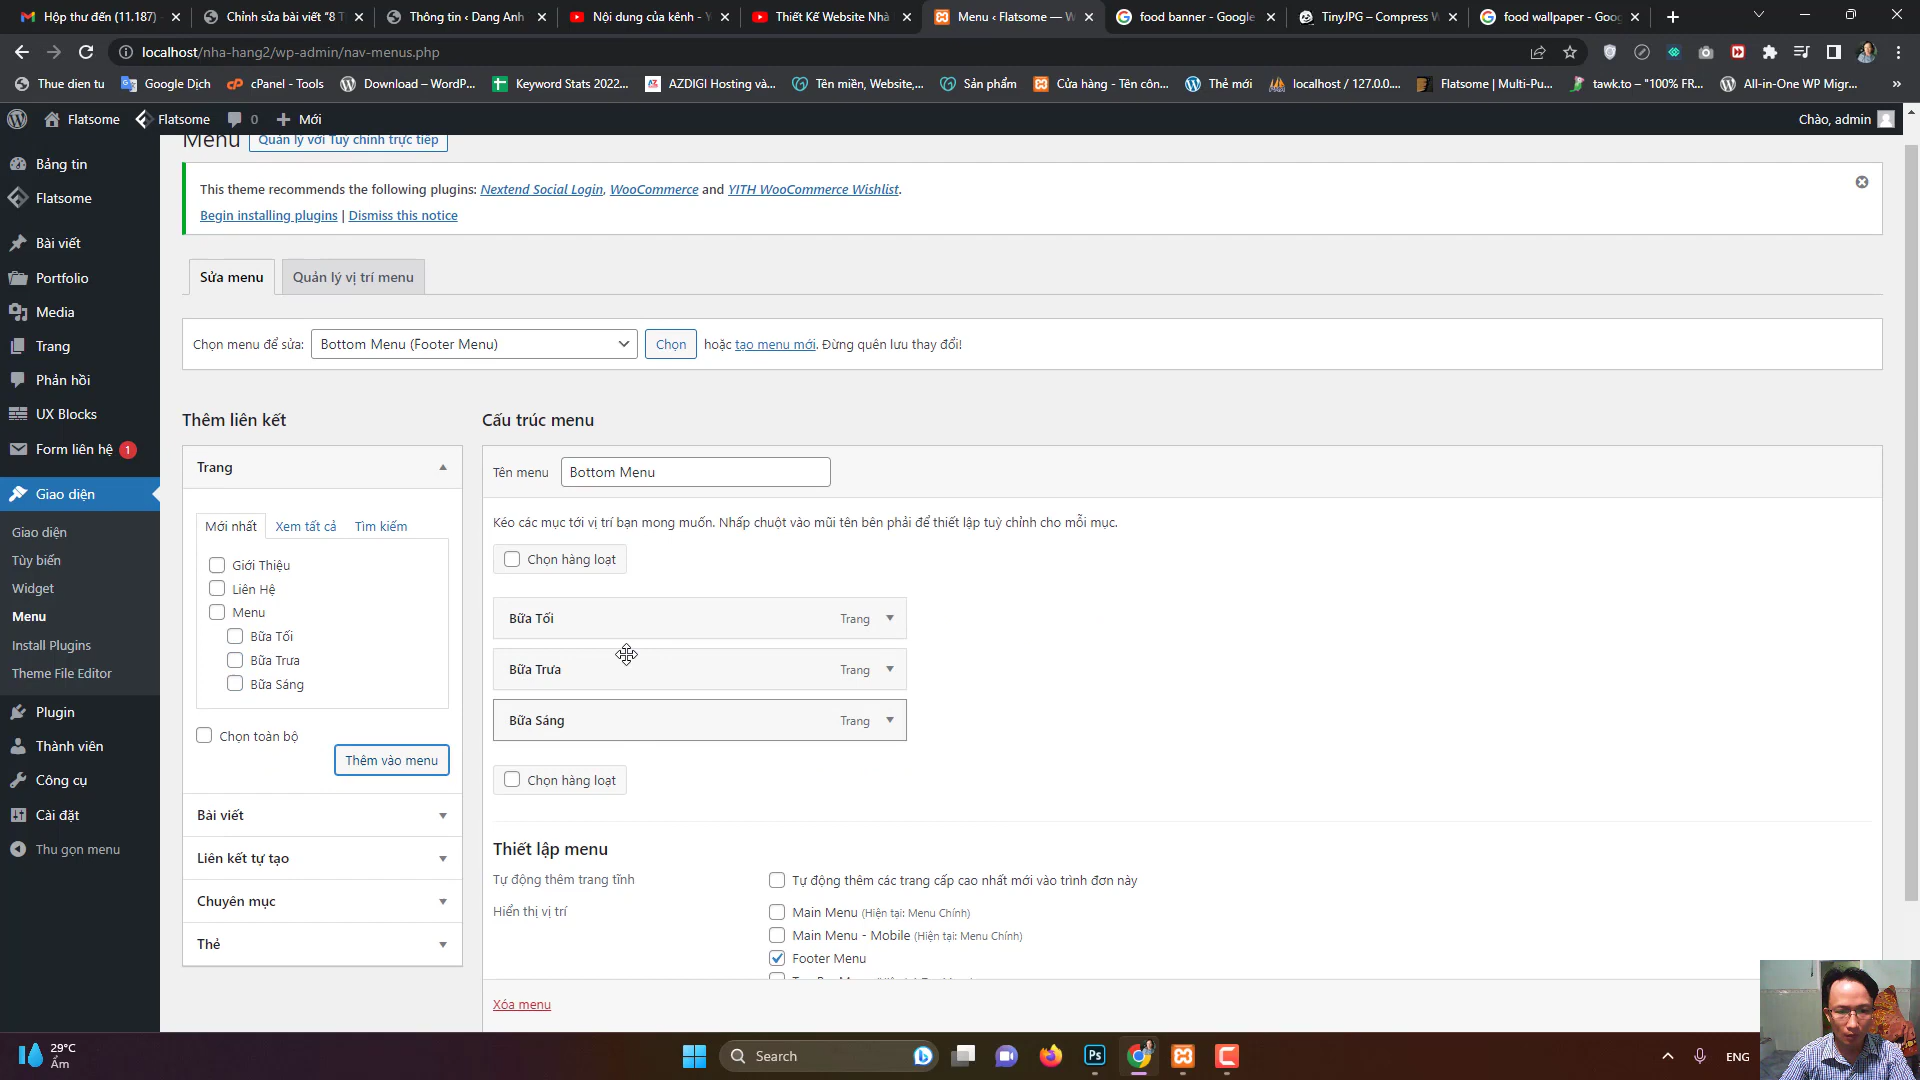 Hộp thư đến (11.187) -
Chỉnh sửa bài viết "8 T
Thông tin ‹ Dang Anh
Nội dung của kênh - Y
Thiết Kế Website Nhà
Menu ‹ Flatsome — W
food banner - Google
TinyJPG – Compress W
food wallpaper - Goog
localhost/nha-hang2/wp-admin/nav-menus.php
Thue dien tu
Google Dịch
cPanel - Tools
Download – WordP...
Keyword Stats 2022...
AZDIGI Hosting và...
Tên miền, Website,...
Sản phẩm
Cửa hàng - Tên côn...
Thẻ mới
localhost / 127.0.0....
Flatsome | Multi-Pu...
tawk.to – "100% FR...
All-in-One WP Migr...
»
Flatsome
Flatsome
0
Mới
Chào, admin
Menu
Quản lý với Tuỳ chỉnh trực tiếp
This theme recommends the following plugins: Nextend Social Login, WooCommerce and YITH WooCommerce Wishlist.
Begin installing plugins | Dismiss this notice
Sửa menu
Quản lý vị trí menu
Chọn menu để sửa:
Bottom Menu (Footer Menu)
Chọn
hoặc tạo menu mới. Đừng quên lưu thay đổi!
Bảng tin
Flatsome
Bài viết
Portfolio
Media
Trang
Phản hồi
UX Blocks
Form liên hệ 1
Giao diện
Giao diện
Tùy biến
Widget
Menu
Install Plugins
Theme File Editor
Plugin
Thành viên
Công cụ
Cài đặt
Thu gọn menu
Thêm liên kết
Trang
Mới nhất
Xem tất cả
Tìm kiếm
Giới Thiệu
Liên Hệ
Menu
Bữa Tối
Bữa Trưa
Bữa Sáng
Chọn toàn bộ
Thêm vào menu
Bài viết
Liên kết tự tạo
Chuyên mục
Thẻ
Cấu trúc menu
Tên menu
Bottom Menu
Kéo các mục tới vị trí bạn mong muốn. Nhấp chuột vào mũi tên bên phải để thiết lập tuỳ chỉnh cho mỗi mục.
Chọn hàng loạt
Bữa Tối Trang
Bữa Trưa Trang
Bữa Sáng Trang
Chọn hàng loạt
Thiết lập menu
Tự động thêm trang tĩnh
Tự động thêm các trang cấp cao nhất mới vào trình đơn này
Hiển thị vị trí
Main Menu (Hiện tại: Menu Chính)
Main Menu - Mobile (Hiện tại: Menu Chính)
Footer Menu
Xóa menu
29°C
Ẩm
Search
Ps
ENG